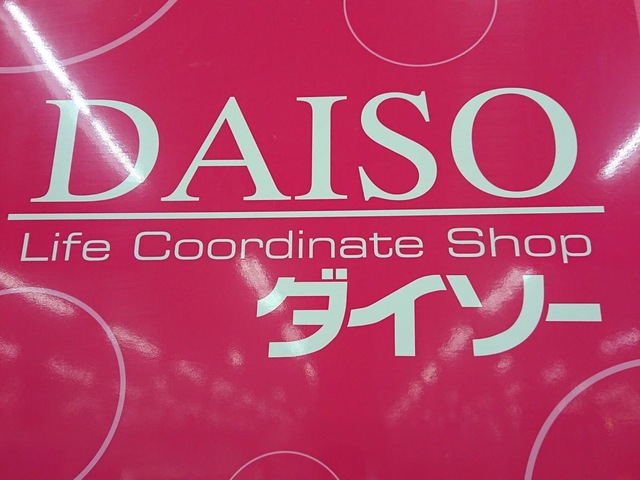 DAISO
Life Coordinate Shop
ダイソー